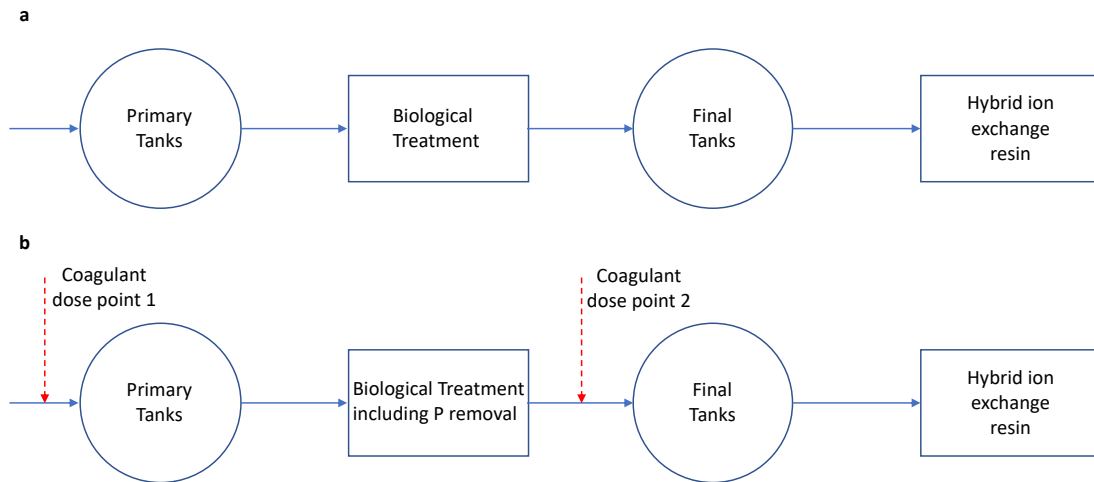 a
Primary
Tanks
Biological
Treatment
Final
Tanks
Hybrid ion
exchange
resin
b
Coagulant
dose point 1
Coagulant
dose point 2
Primary
Tanks
Biological Treatment
including P removal
Final
Tanks
Hybrid ion
exchange
resin